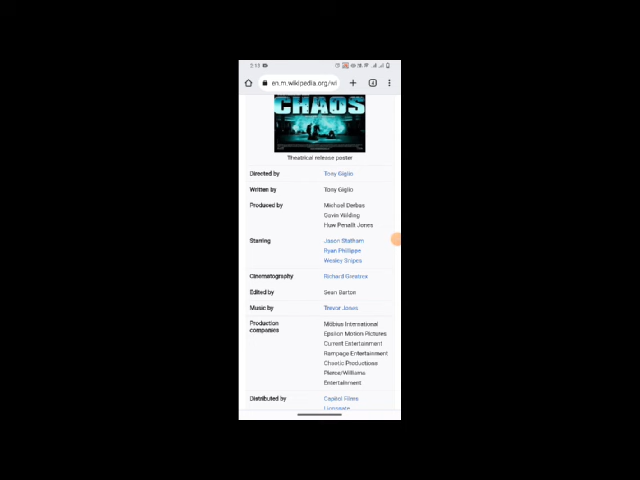 en.m.wikipedia.org/wi
CHAOS
Theatrical release poster
Directed by Tony Giglio
Written by Tony Giglio
Produced by Michael Derbas
Gavin Wilding
Huw Penallt Jones
Starring Jason Statham
Ryan Phillippe
Wesley Snipes
Cinematography Richard Greatrex
Edited by Sean Barton
Music by Trevor Jones
Production Möbius International
companies Epsilon Motion Pictures
Current Entertainment
Rampage Entertainment
Chaotic Productions
Pierce/Williams
Entertainment
Distributed by Capitol Films
Lionsgate